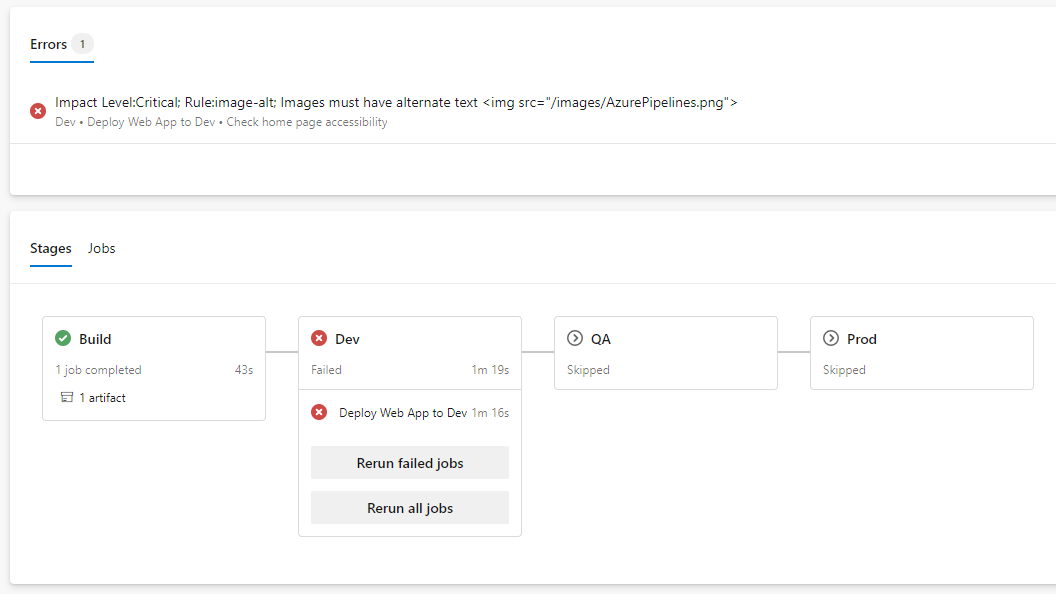 Errors 1
Impact Level:Critical; Rule:image-alt; Images must have alternate text <img src="/images/AzurePipelines.png">
Dev • Deploy Web App to Dev • Check home page accessibility
Stages Jobs
Build
1 job completed 43s
1 artifact
Dev
Failed 1m 19s
Deploy Web App to Dev 1m 16s
Rerun failed jobs
Rerun all jobs
QA
Skipped
Prod
Skipped